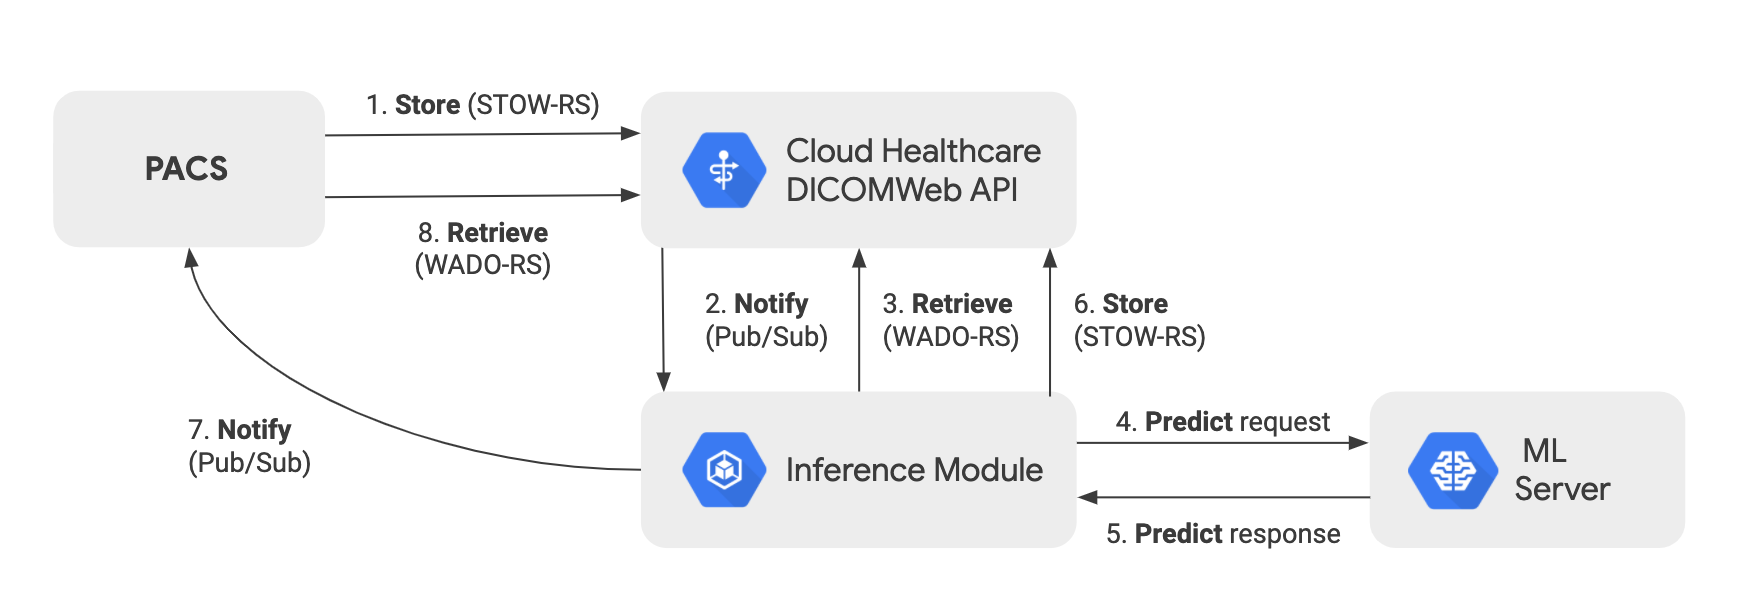 1. Store (STOW-RS)
PACS
Cloud Healthcare
DICOMWeb API
8. Retrieve
(WADO-RS)
2. Notify
(Pub/Sub)
3. Retrieve
(WADO-RS)
6. Store
(STOW-RS)
7. Notify
(Pub/Sub)
Inference Module
4. Predict request
ML
Server
5. Predict response